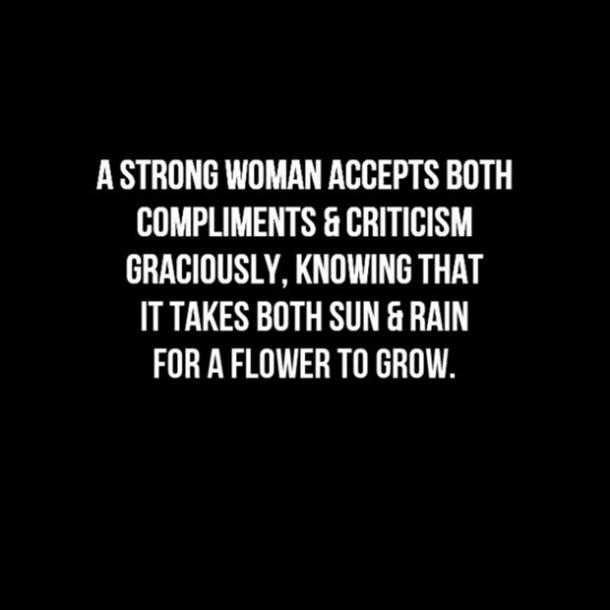 A STRONG WOMAN ACCEPTS BOTH
COMPLIMENTS & CRITICISM
GRACIOUSLY, KNOWING THAT
IT TAKES BOTH SUN & RAIN
FOR A FLOWER TO GROW.